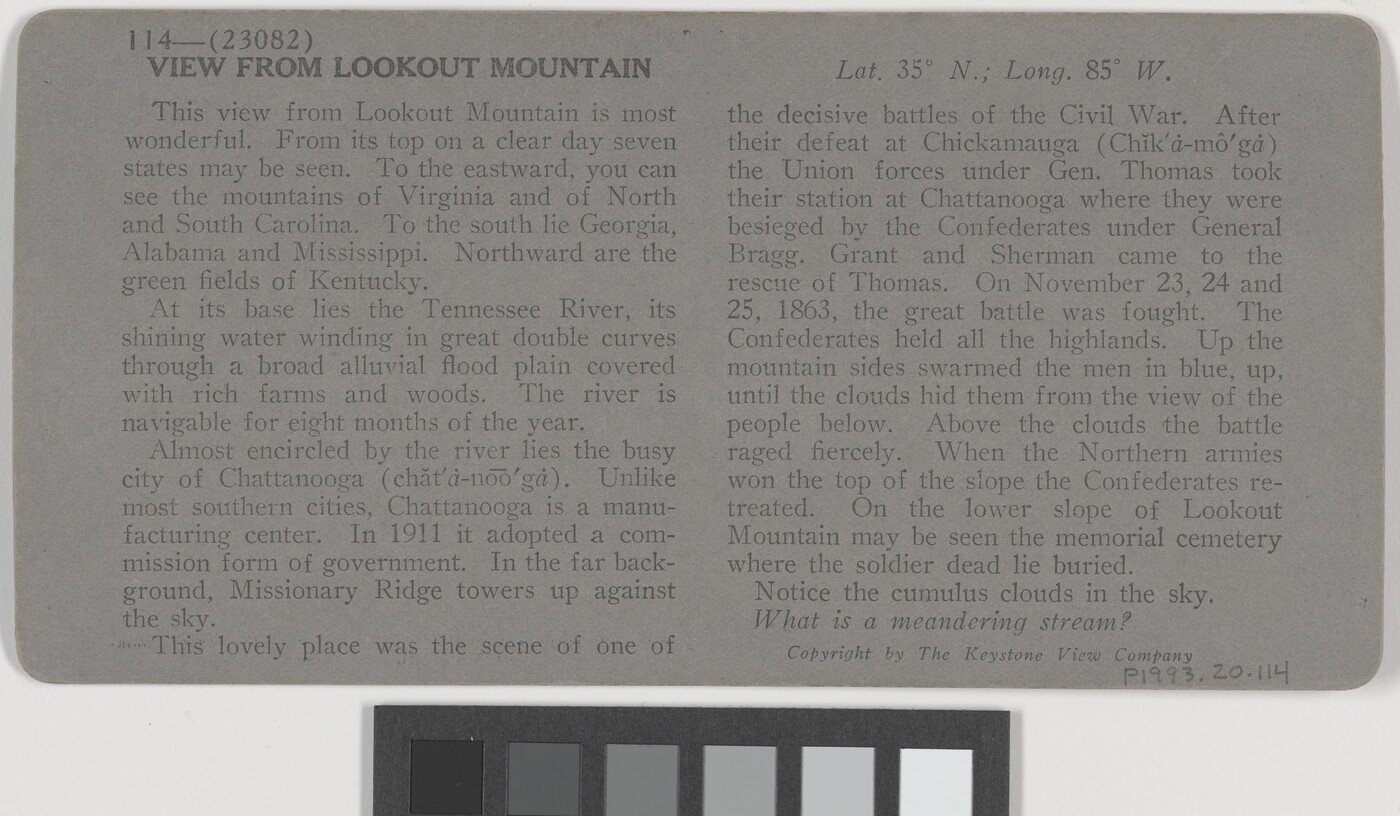 114—(23082)
VIEW FROM LOOKOUT MOUNTAIN
This view from Lookout Mountain is most
wonderful. From its top on a clear day seven
states may be seen. To the eastward, you can
see the mountains of Virginia and of North
and South Carolina. To the south lie Georgia,
Alabama and Mississippi. Northward are the
green fields of Kentucky.
At its base lies the Tennessee River, its
shining water winding in great double curves
through a broad alluvial flood plain covered
with rich farms and woods. The river is
navigable for eight months of the year.
Almost encircled by the river lies the busy
city of Chattanooga (chăt′ȧ-no͞o′gȧ). Unlike
most southern cities, Chattanooga is a manu-
facturing center. In 1911 it adopted a com-
mission form of government. In the far back-
ground, Missionary Ridge towers up against
the sky.
This lovely place was the scene of one of
Lat. 35° N.; Long. 85° W.
the decisive battles of the Civil War. After
their defeat at Chickamauga (Chĭk′ȧ-mô′gȧ)
the Union forces under Gen. Thomas took
their station at Chattanooga where they were
besieged by the Confederates under General
Bragg. Grant and Sherman came to the
rescue of Thomas. On November 23, 24 and
25, 1863, the great battle was fought. The
Confederates held all the highlands. Up the
mountain sides swarmed the men in blue, up,
until the clouds hid them from the view of the
people below. Above the clouds the battle
raged fiercely. When the Northern armies
won the top of the slope the Confederates re-
treated. On the lower slope of Lookout
Mountain may be seen the memorial cemetery
where the soldier dead lie buried.
Notice the cumulus clouds in the sky.
What is a meandering stream?
Copyright by The Keystone View Company
P1993.20.114